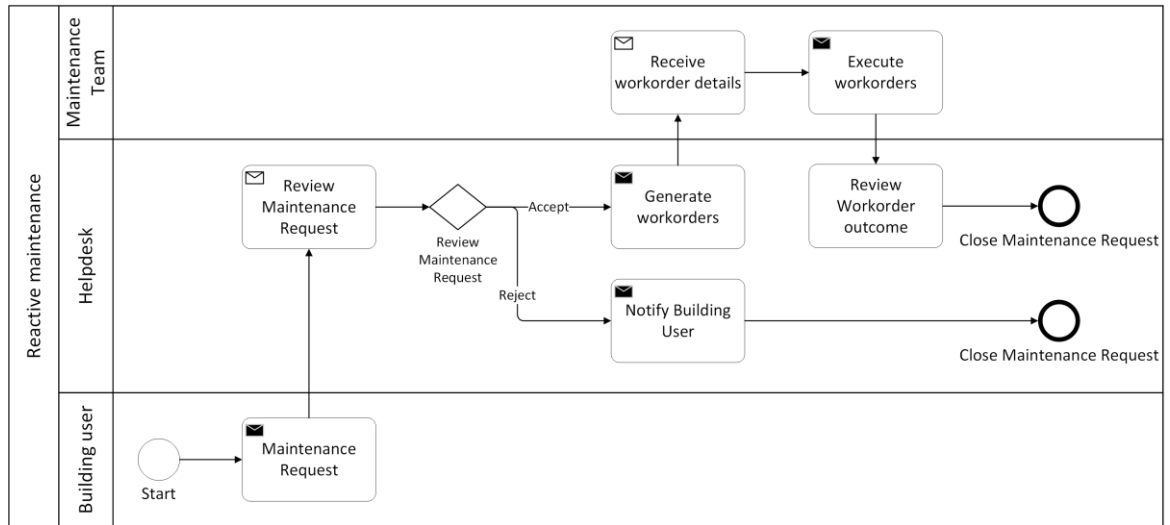 Reactive maintenance
Maintenance
Team
Receive
workorder details
Execute
workorders
Helpdesk
Review
Maintenance
Request
Review
Maintenance
Request
Accept
Reject
Generate
workorders
Review
Workorder
outcome
Close Maintenance Request
Notify Building
User
Close Maintenance Request
Building user
Start
Maintenance
Request